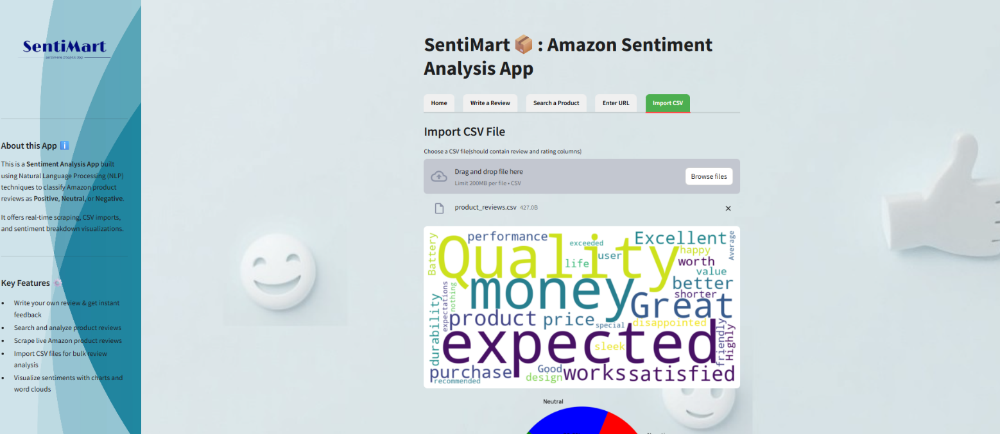 SentiMart
sentiment analysis app
About this App ℹ️
This is a Sentiment Analysis App built
using Natural Language Processing (NLP)
techniques to classify Amazon product
reviews as Positive, Neutral, or Negative.
It offers real-time scraping, CSV imports,
and sentiment breakdown visualizations.
Key Features
• Write your own review & get instant
feedback
• Search and analyze product reviews
• Scrape live Amazon product reviews
• Import CSV files for bulk review
analysis
• Visualize sentiments with charts and
word clouds
SentiMart 📦 : Amazon Sentiment
Analysis App
Home
Write a Review
Search a Product
Enter URL
Import CSV
Import CSV File
Choose a CSV file(should contain review and rating columns)
Drag and drop file here
Limit 200MB per file • CSV
Browse files
product_reviews.csv 427.0B
Battery
Quality
performance
exceeded
life
user
Excellent
happy
Average
worth
value
better
shorter
money
Great
expectations
nothing
durability
product
price
special
disappointed
expected
sleek
friendly
Highly
purchase
recommended
Good
design
works
satisfied
Neutral